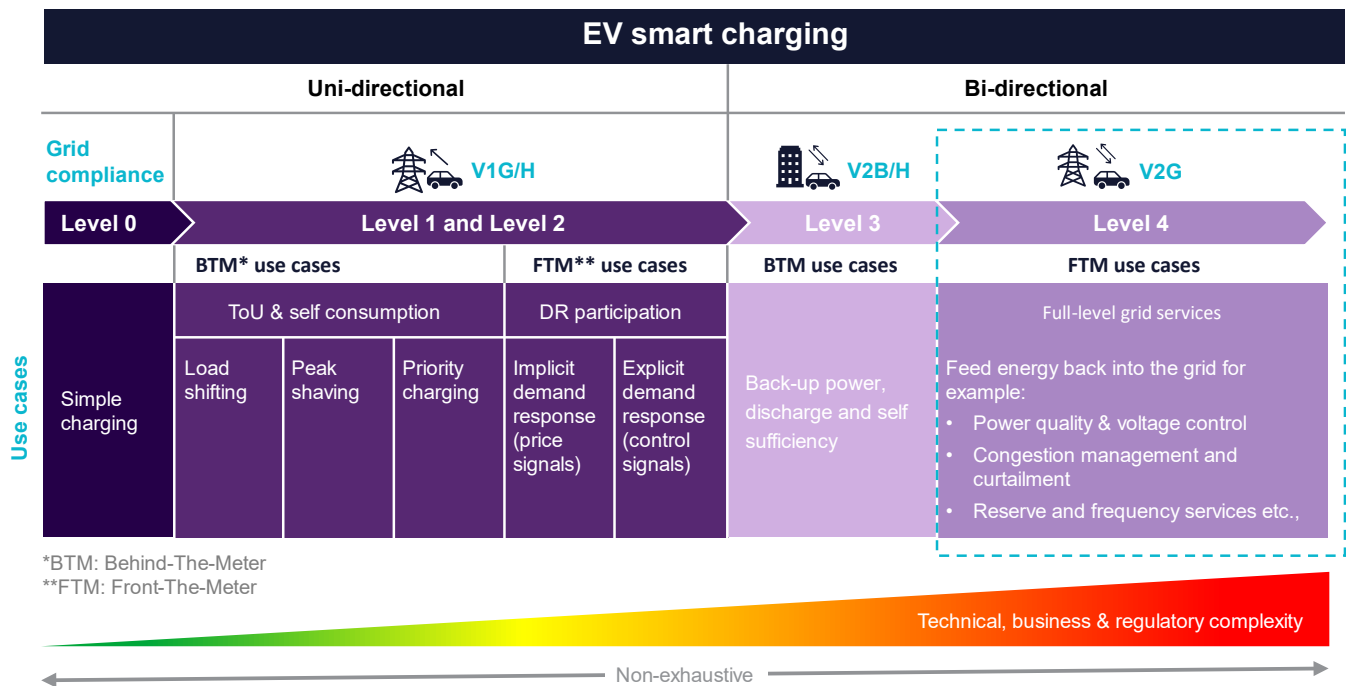 EV smart charging
Uni-directional
Bi-directional
Grid
compliance
V1G/H
V2B/H
V2G
Level 0
Level 1 and Level 2
Level 3
Level 4
BTM* use cases
FTM** use cases
BTM use cases
FTM use cases
Use cases
Simple
charging
ToU & self consumption
Load
shifting
Peak
shaving
Priority
charging
DR participation
Implicit
demand
response
(price
signals)
Explicit
demand
response
(control
signals)
Back-up power,
discharge and self
sufficiency
Full-level grid services
Feed energy back into the grid for
example:
• Power quality & voltage control
• Congestion management and
curtailment
• Reserve and frequency services etc.,
*BTM: Behind-The-Meter
**FTM: Front-The-Meter
Technical, business & regulatory complexity
Non-exhaustive